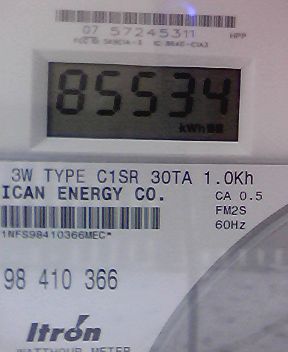 07 57245311 HPP
85534
kWh
3W TYPE C1SR 30TA 1.0Kh
ICAN ENERGY CO. CA 0.5
FM2S
60Hz
1NFS98410366MEC*
98 410 366
Itron
WATTHOUR METER